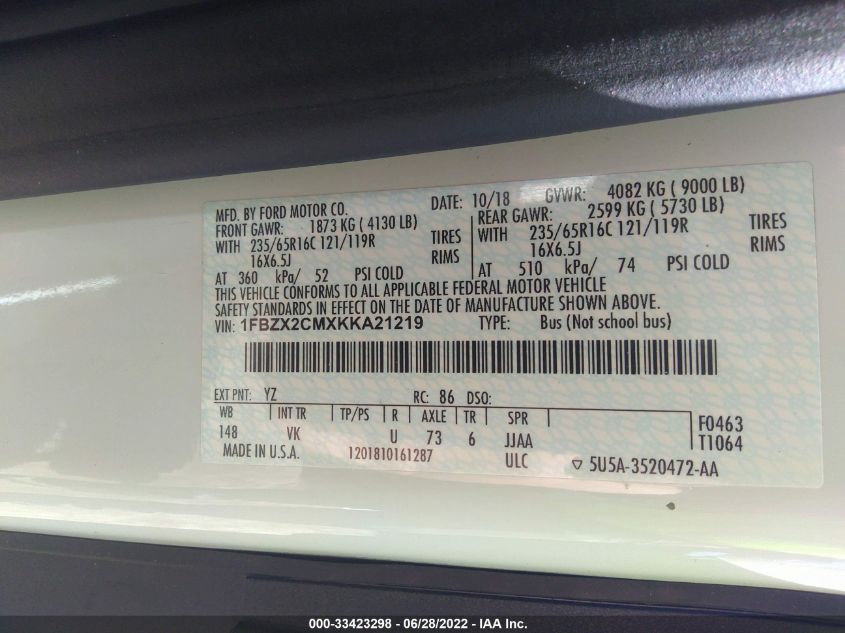 MFD. BY FORD MOTOR CO. DATE: 10/18 GVWR: 4082 KG ( 9000 LB)
FRONT GAWR: 1873 KG ( 4130 LB) REAR GAWR: 2599 KG ( 5730 LB)
WITH 235/65R16C 121/119R TIRES WITH 235/65R16C 121/119R TIRES
16X6.5J RIMS 16X6.5J RIMS
AT 360 kPa/ 52 PSI COLD AT 510 kPa/ 74 PSI COLD
THIS VEHICLE CONFORMS TO ALL APPLICABLE FEDERAL MOTOR VEHICLE
SAFETY STANDARDS IN EFFECT ON THE DATE OF MANUFACTURE SHOWN ABOVE.
VIN: 1FBZX2CMXKKA21219 TYPE: Bus (Not school bus)
EXT PNT: YZ RC: 86 DSO:
WB INT TR TP/PS R AXLE TR SPR F0463
148 VK U 73 6 JJAA T1064
MADE IN U.S.A. 1201810161287 ULC ▽ 5U5A-3520472-AA
000-33423298 - 06/28/2022 - IAA Inc.